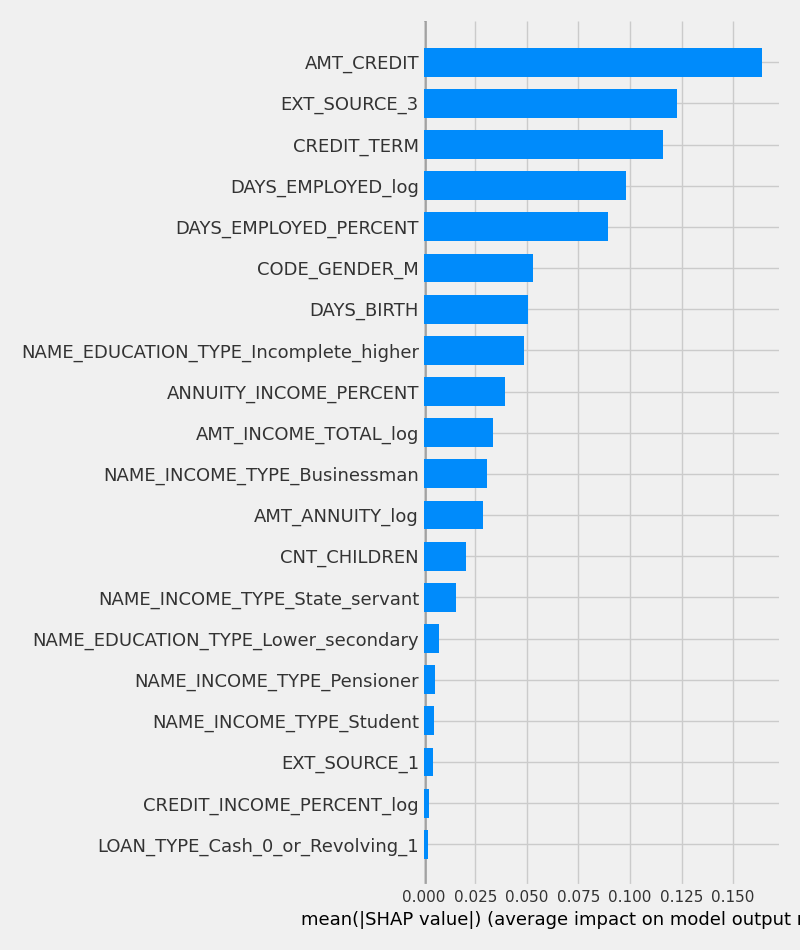 AMT_CREDIT
EXT_SOURCE_3
CREDIT_TERM
DAYS_EMPLOYED_log
DAYS_EMPLOYED_PERCENT
CODE_GENDER_M
DAYS_BIRTH
NAME_EDUCATION_TYPE_Incomplete_higher
ANNUITY_INCOME_PERCENT
AMT_INCOME_TOTAL_log
NAME_INCOME_TYPE_Businessman
AMT_ANNUITY_log
CNT_CHILDREN
NAME_INCOME_TYPE_State_servant
NAME_EDUCATION_TYPE_Lower_secondary
NAME_INCOME_TYPE_Pensioner
NAME_INCOME_TYPE_Student
EXT_SOURCE_1
CREDIT_INCOME_PERCENT_log
LOAN_TYPE_Cash_0_or_Revolving_1
0.000 0.025 0.050 0.075 0.100 0.125 0.150
mean(|SHAP value|) (average impact on model output